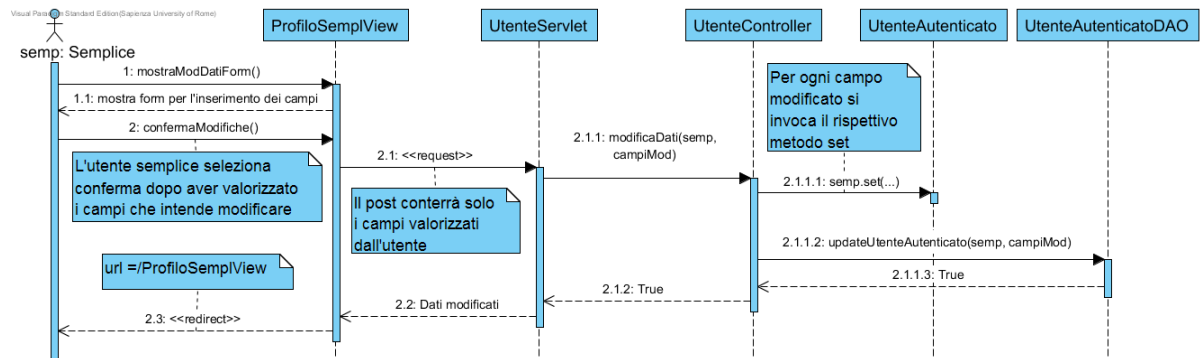 Visual Paradigm Standard Edition(Sapienza University of Rome)
semp: Semplice
ProfiloSemplView
UtenteServlet
UtenteController
UtenteAutenticato
UtenteAutenticatoDAO
1: mostraModDatiForm()
1.1: mostra form per l'inserimento dei campi
2: confermaModifiche()
L'utente semplice seleziona
conferma dopo aver valorizzato
i campi che intende modificare
2.1: <<request>>
Il post conterrà solo
i campi valorizzati
dall'utente
2.1.1: modificaDati(semp,
campiMod)
Per ogni campo
modificato si
invoca il rispettivo
metodo set
2.1.1.1: semp.set(...)
2.1.1.2: updateUtenteAutenticato(semp, campiMod)
2.1.1.3: True
2.1.2: True
2.2: Dati modificati
url =/ProfiloSemplView
2.3: <<redirect>>